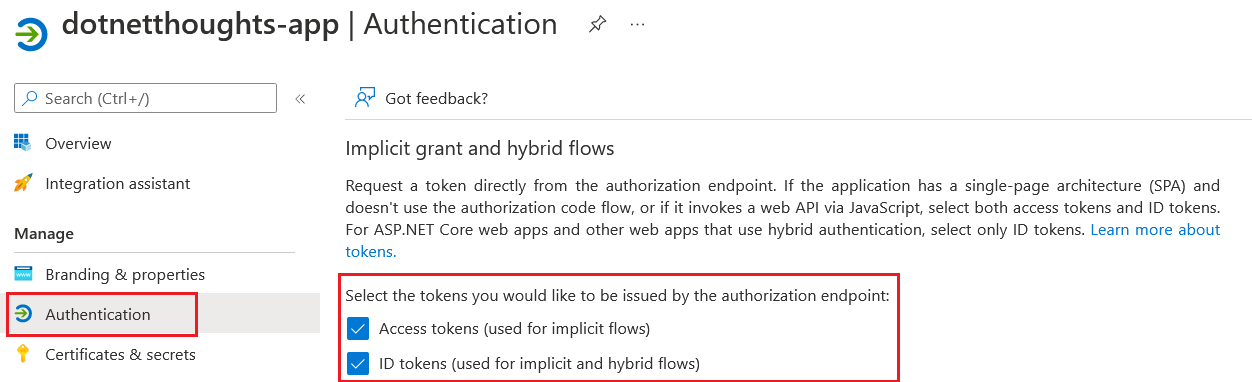 dotnetthoughts-app | Authentication
Search (Ctrl+/)
Got feedback?
Overview
Integration assistant
Manage
Branding & properties
Authentication
Certificates & secrets
Implicit grant and hybrid flows
Request a token directly from the authorization endpoint. If the application has a single-page architecture (SPA) and
doesn't use the authorization code flow, or if it invokes a web API via JavaScript, select both access tokens and ID tokens.
For ASP.NET Core web apps and other web apps that use hybrid authentication, select only ID tokens. Learn more about
tokens.
Select the tokens you would like to be issued by the authorization endpoint:
Access tokens (used for implicit flows)
ID tokens (used for implicit and hybrid flows)